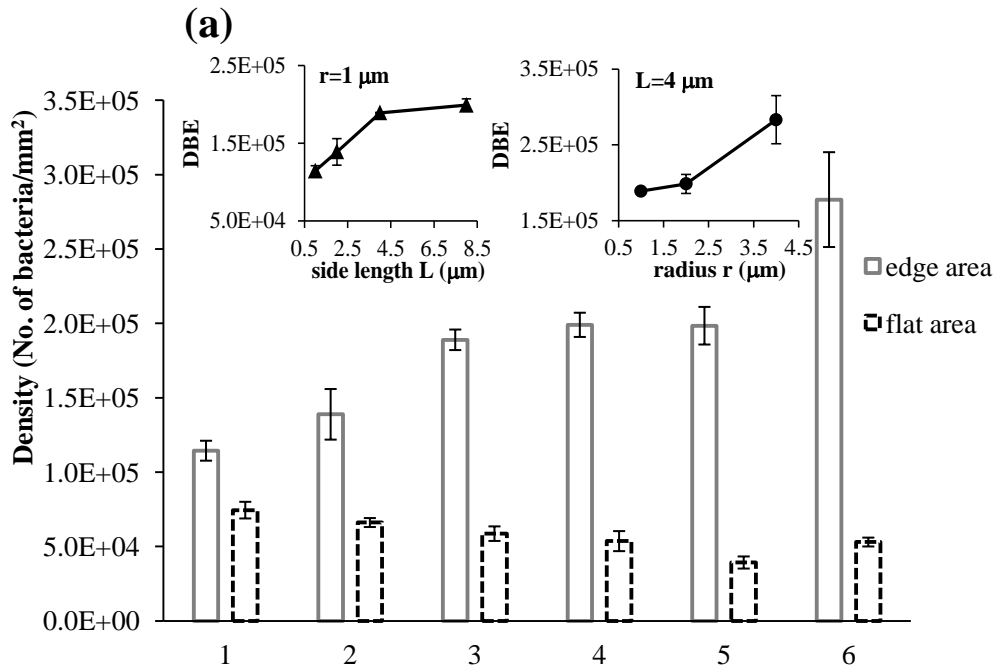 (a)
Density (No. of bacteria/mm²)
3.5E+05
3.0E+05
2.5E+05
2.0E+05
1.5E+05
1.0E+05
5.0E+04
0.0E+00
1 2 3 4 5 6
DBE
2.5E+05
1.5E+05
5.0E+04
r=1 μm
0.5 2.5 4.5 6.5 8.5
side length L (μm)
DBE
3.5E+05
2.5E+05
1.5E+05
L=4 μm
0.5 1.5 2.5 3.5 4.5
radius r (μm)
edge area
flat area